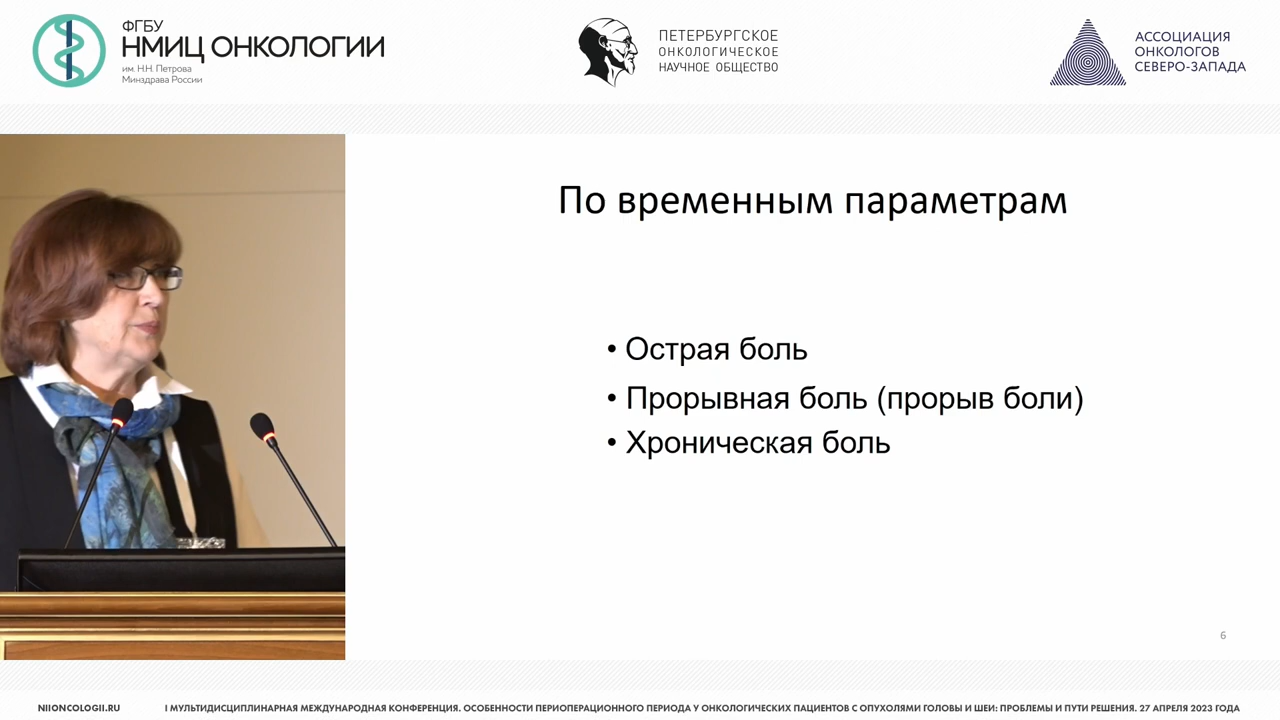 ФГБУ
НМИЦ ОНКОЛОГИИ
им. Н.Н. Петрова
Минздрава России
ПЕТЕРБУРГСКОЕ
ОНКОЛОГИЧЕСКОЕ
НАУЧНОЕ ОБЩЕСТВО
АССОЦИАЦИЯ
ОНКОЛОГОВ
СЕВЕРО-ЗАПАДА
По временным параметрам
• Острая боль
• Прорывная боль (прорыв боли)
• Хроническая боль
6
NIIONCOLOGII.RU
I МУЛЬТИДИСЦИПЛИНАРНАЯ МЕЖДУНАРОДНАЯ КОНФЕРЕНЦИЯ. ОСОБЕННОСТИ ПЕРИОПЕРАЦИОННОГО ПЕРИОДА У ОНКОЛОГИЧЕСКИХ ПАЦИЕНТОВ С ОПУХОЛЯМИ ГОЛОВЫ И ШЕИ: ПРОБЛЕМЫ И ПУТИ РЕШЕНИЯ. 27 АПРЕЛЯ 2023 ГОДА